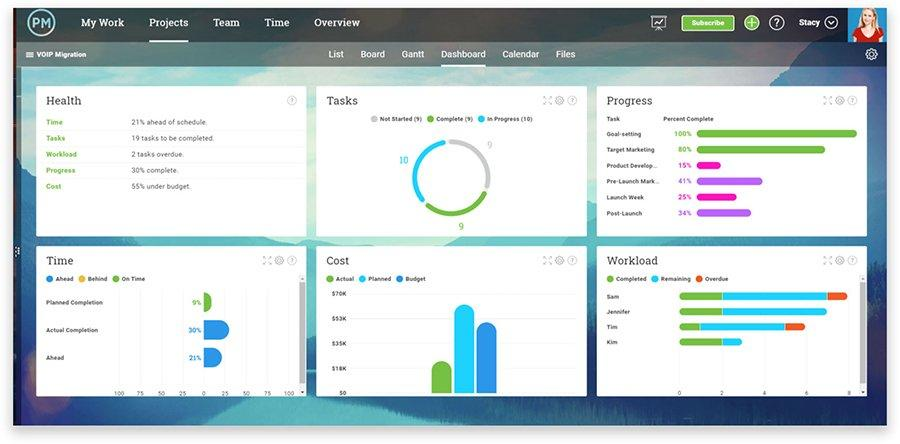 PM My Work Projects Team Time Overview Subscribe ? Stacy
VOIP Migration List Board Gantt Dashboard Calendar Files
Health ?
Time 21% ahead of schedule.
Tasks 19 tasks to be completed.
Workload 2 tasks overdue.
Progress 30% complete.
Cost 55% under budget.
Tasks ?
Not Started (9) Complete (9) In Progress (10)
10 9
9
Progress ?
Task Percent Complete
Goal-setting 100%
Target Marketing 80%
Product Develop... 15%
Pre-Launch Mark... 41%
Launch Week 25%
Post-Launch 34%
Time ?
Ahead Behind On Time
Planned Completion 9%
Actual Completion 30%
Ahead 21%
100 75 50 25 0 25 50 75 100
Cost ?
Actual Planned Budget
$70K
$53K
$35K
$18K
$0
Workload ?
Completed Remaining Overdue
Sam
Jennifer
Tim
Kim
0 2 4 6 8